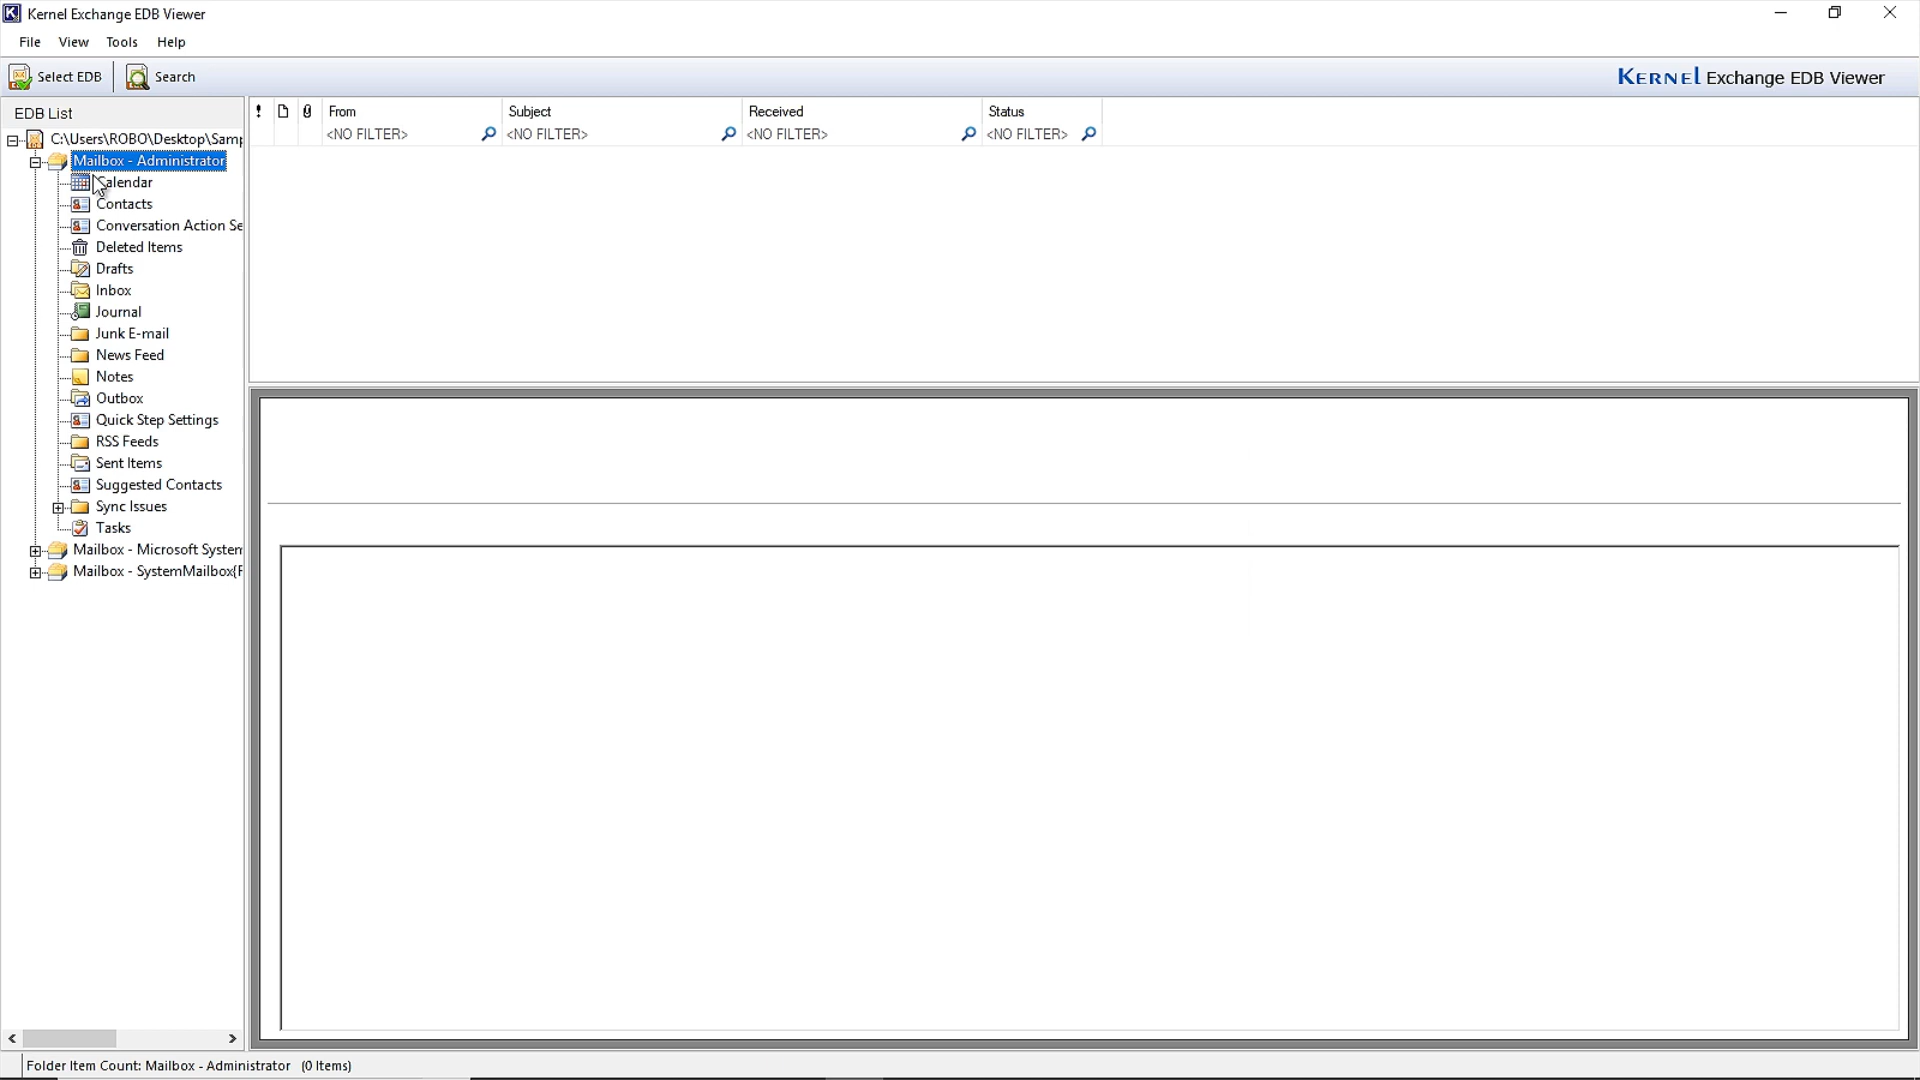 Kernel Exchange EDB Viewer
File View Tools Help
Select EDB Search KERNEL Exchange EDB Viewer
EDB List
! From Subject Received Status
<NO FILTER> <NO FILTER> <NO FILTER> <NO FILTER>
C:\Users\ROBO\Desktop\Samp
Mailbox - Administrator
Calendar
Contacts
Conversation Action Se
Deleted Items
Drafts
Inbox
Journal
Junk E-mail
News Feed
Notes
Outbox
Quick Step Settings
RSS Feeds
Sent Items
Suggested Contacts
Sync Issues
Tasks
Mailbox - Microsoft System
Mailbox - SystemMailbox{F
Folder Item Count: Mailbox - Administrator (0 Items)